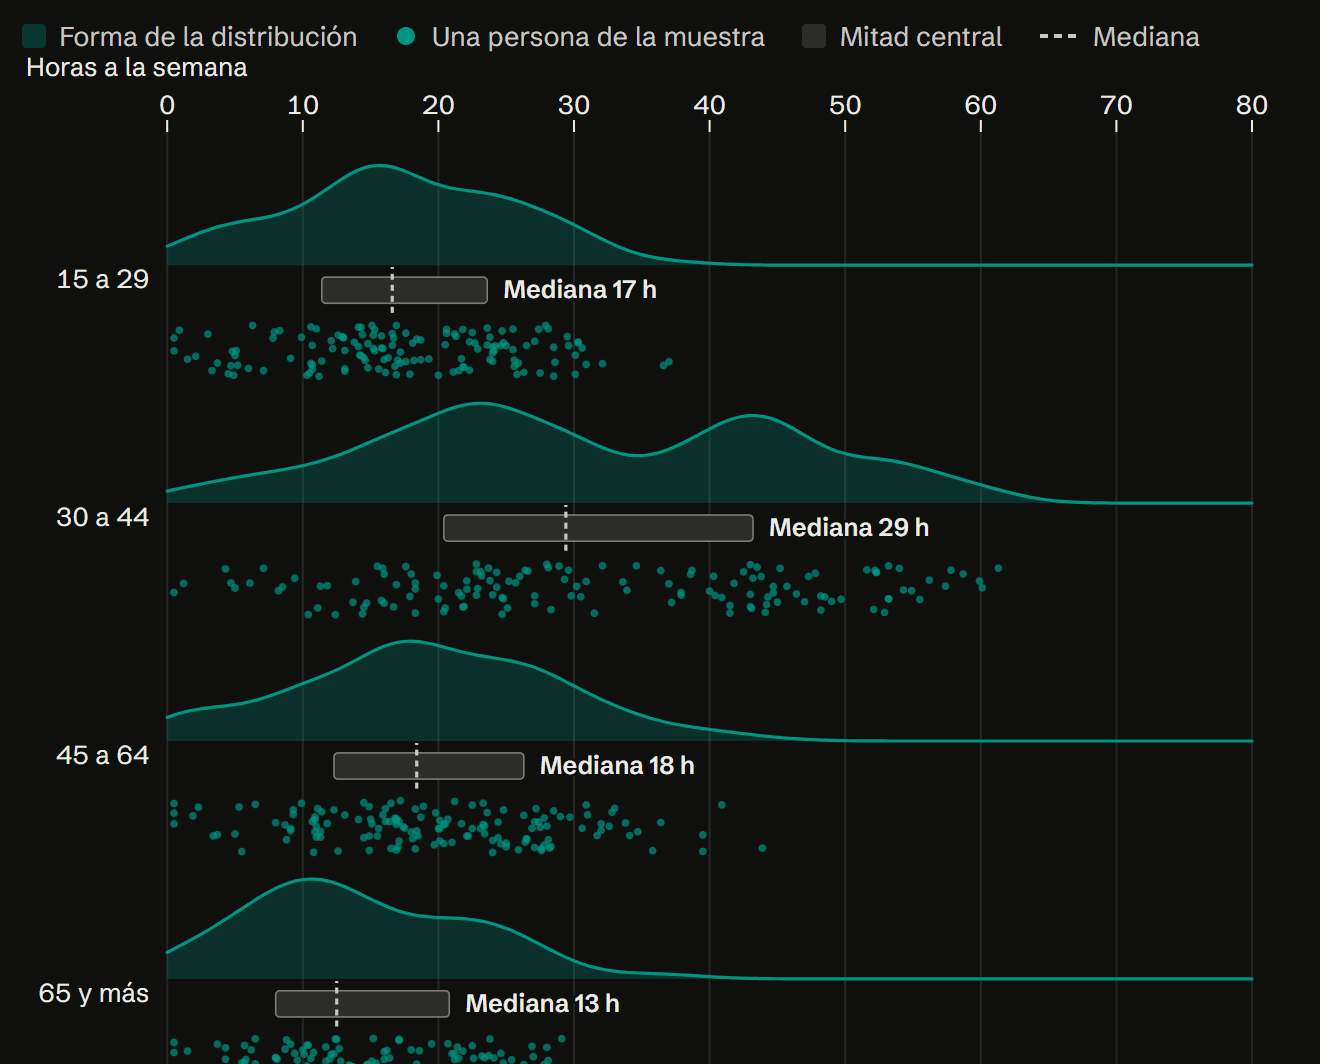 Forma de la distribución Una persona de la muestra Mitad central Mediana
Horas a la semana
0 10 20 30 40 50 60 70 80
15 a 29
Mediana 17 h
30 a 44
Mediana 29 h
45 a 64
Mediana 18 h
65 y más
Mediana 13 h